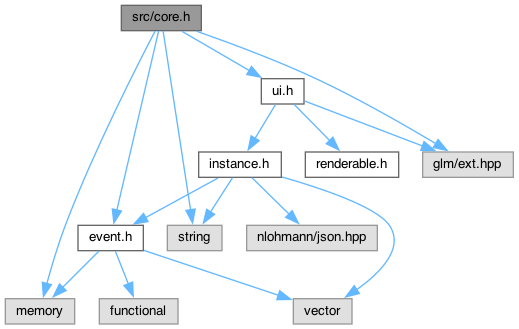 src/core.h
ui.h
instance.h
renderable.h
glm/ext.hpp
event.h
string
nlohmann/json.hpp
memory
functional
vector